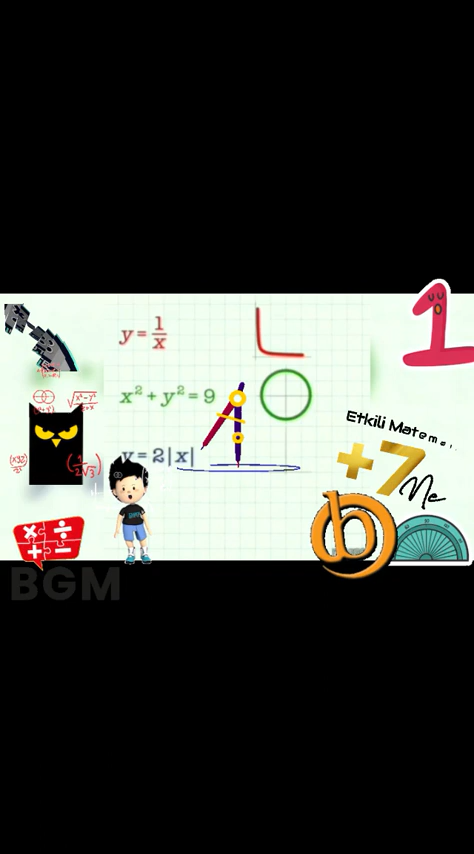 y = 1/x
x² + y² = 9
y = 2|x|
1
Etkili Matem..
+7
Me
b
× ÷
+ −
BGM